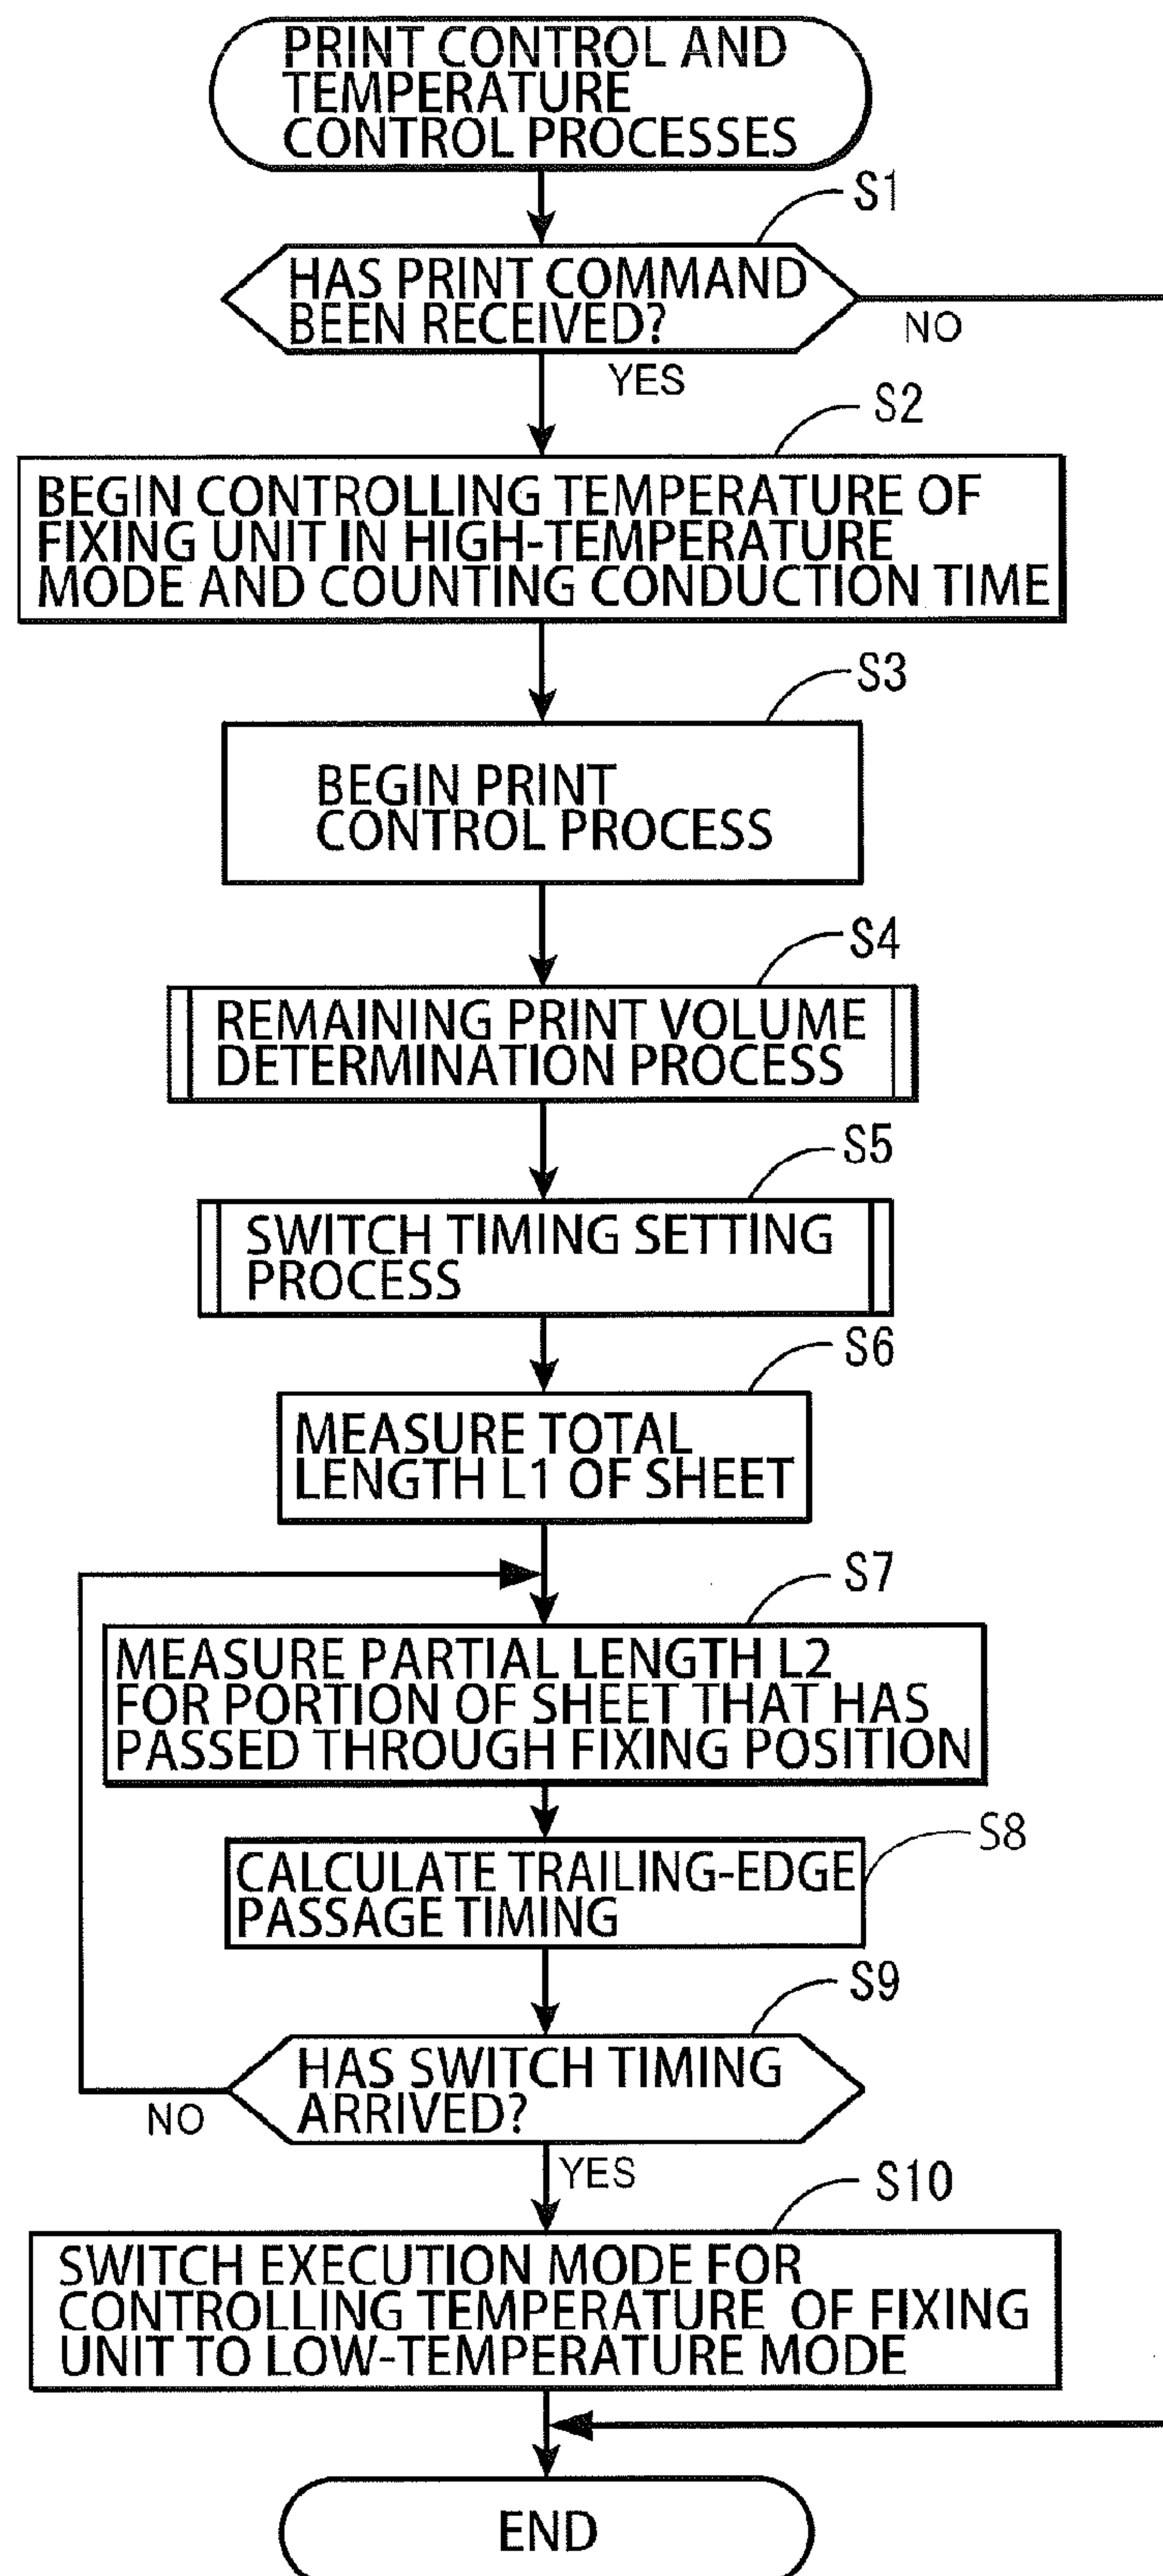 PRINT CONTROL AND
TEMPERATURE
CONTROL PROCESSES
S1
HAS PRINT COMMAND
BEEN RECEIVED?
NO
YES
S2
BEGIN CONTROLLING TEMPERATURE OF
FIXING UNIT IN HIGH-TEMPERATURE
MODE AND COUNTING CONDUCTION TIME
S3
BEGIN PRINT
CONTROL PROCESS
S4
REMAINING PRINT VOLUME
DETERMINATION PROCESS
S5
SWITCH TIMING SETTING
PROCESS
S6
MEASURE TOTAL
LENGTH L1 OF SHEET
S7
MEASURE PARTIAL LENGTH L2
FOR PORTION OF SHEET THAT HAS
PASSED THROUGH FIXING POSITION
S8
CALCULATE TRAILING-EDGE
PASSAGE TIMING
S9
HAS SWITCH TIMING
ARRIVED?
NO
YES
S10
SWITCH EXECUTION MODE FOR
CONTROLLING TEMPERATURE OF FIXING
UNIT TO LOW-TEMPERATURE MODE
END